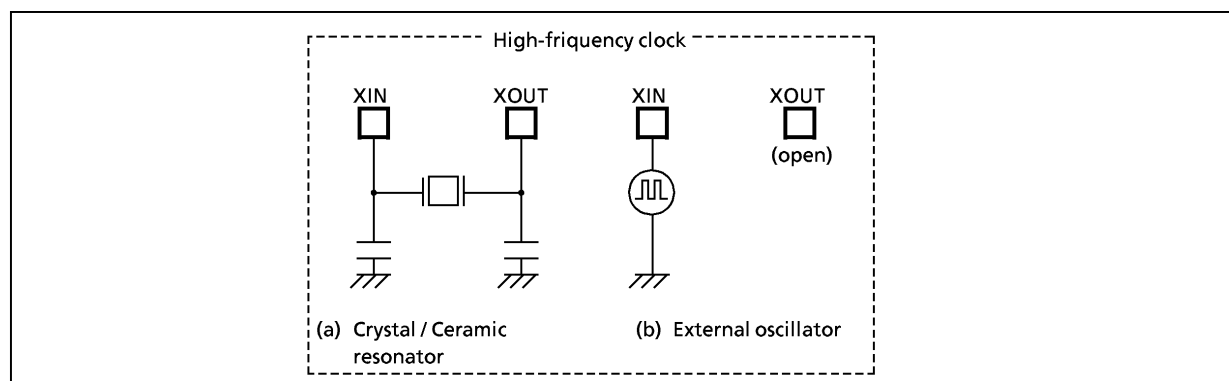 High-friquency clock
XIN XOUT XIN XOUT
(open)
(a) Crystal / Ceramic
resonator
(b) External oscillator